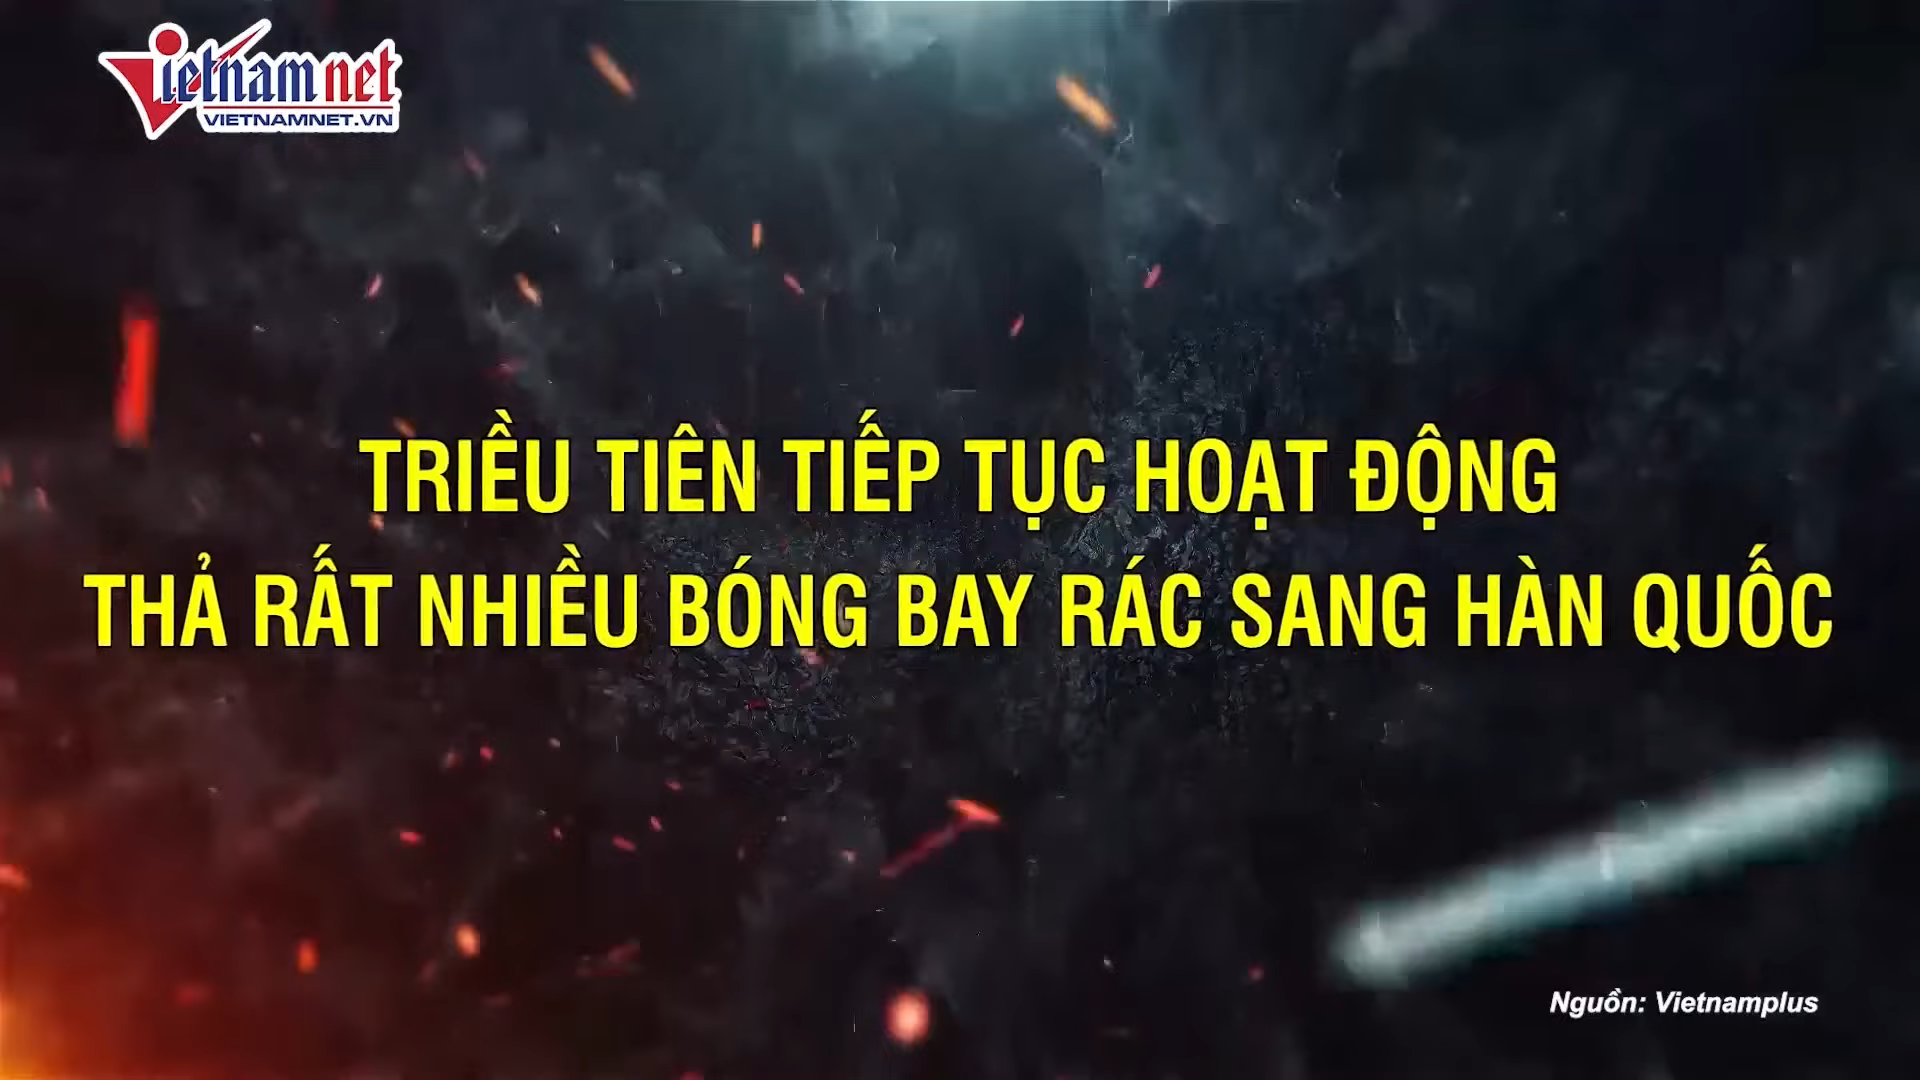 Vietnamnet
VIETNAMNET.VN
TRIỀU TIÊN TIẾP TỤC HOẠT ĐỘNG
THẢ RẤT NHIỀU BÓNG BAY RÁC SANG HÀN QUỐC
Nguồn: Vietnamplus